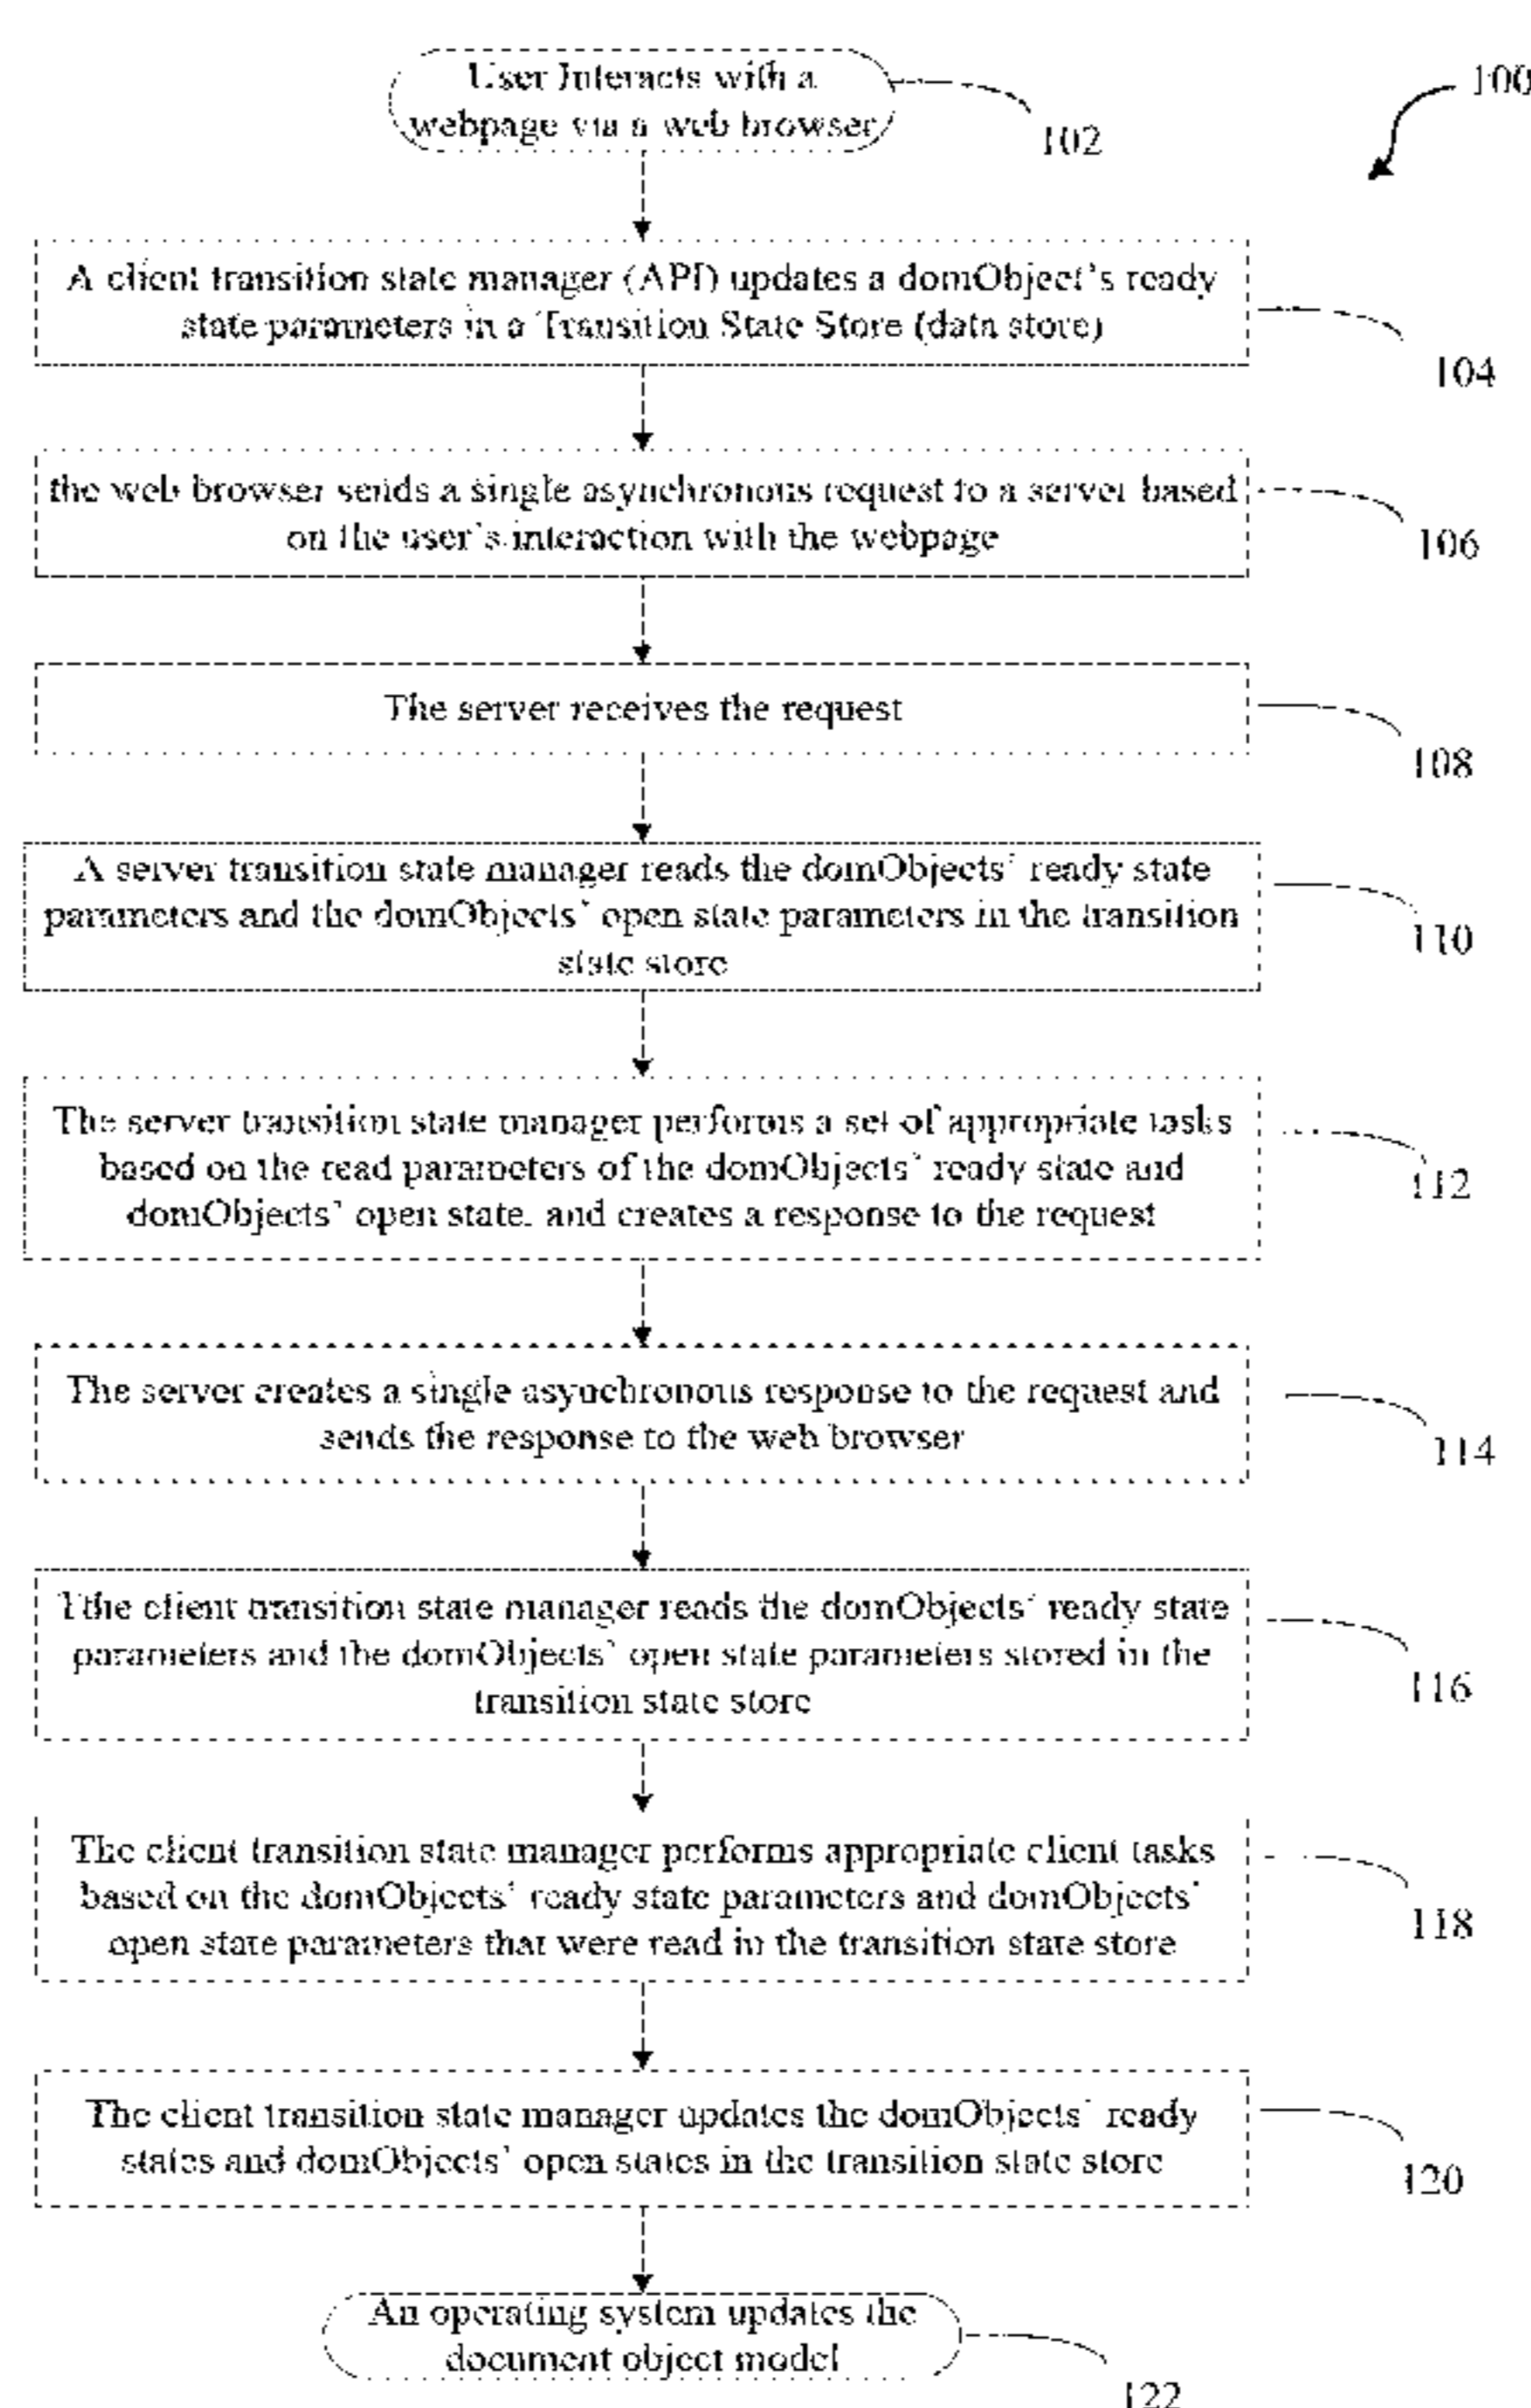 User Interacts with a
webpage via a web browser
100
102
A client transition state manager (API) updates a domObject's ready
state parameters in a Transition State Store (data store)
104
the web browser sends a single asynchronous request to a server based
on the user's interaction with the webpage
106
The server receives the request
108
A server transition state manager reads the domObjects' ready state
parameters and the domObjects' open state parameters in the transition
state store
110
The server transition state manager performs a set of appropriate tasks
based on the read parameters of the domObjects' ready state and
domObjects' open state, and creates a response to the request
112
The server creates a single asynchronous response to the request and
sends the response to the web browser
114
Tthe client transition state manager reads the domObjects' ready state
parameters and the domObjects' open state parameters stored in the
transition state store
116
The client transition state manager performs appropriate client tasks
based on the domObjects' ready state parameters and domObjects'
open state parameters that were read in the transition state store
118
The client transition state manager updates the domObjects' ready
states and domObjects' open states in the transition state store
120
An operating system updates the
document object model
122